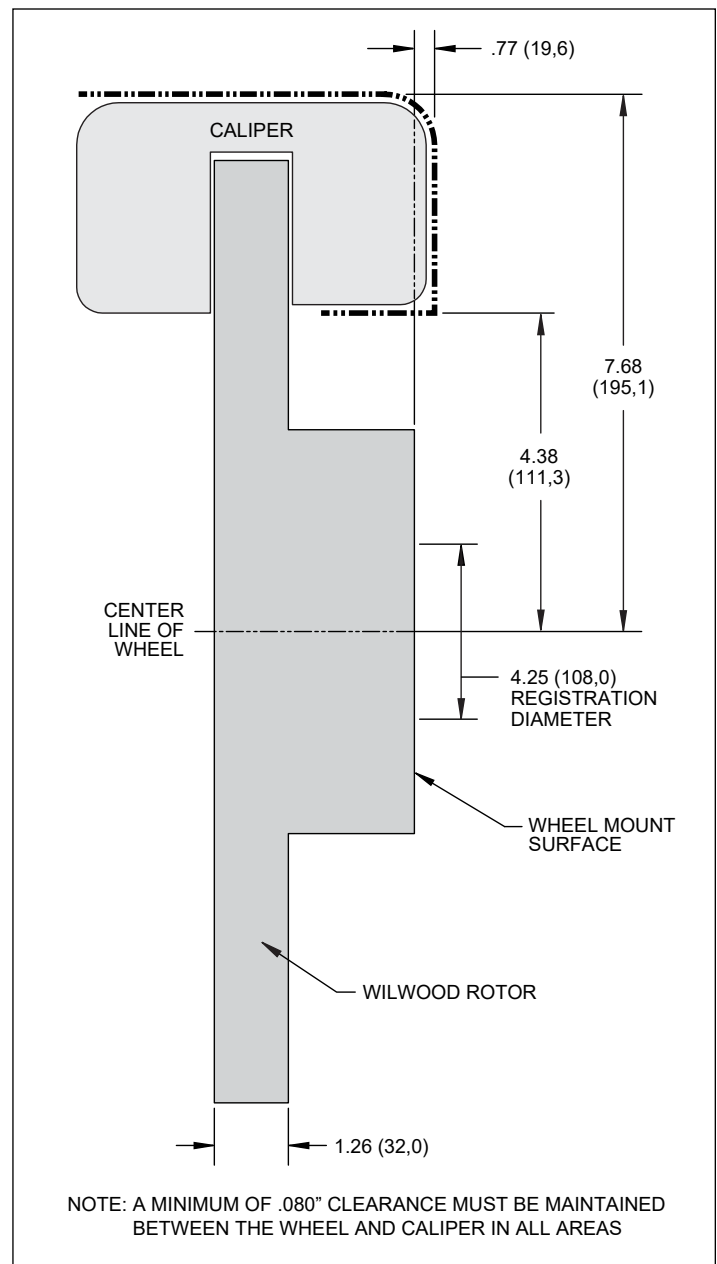 .77 (19,6)
CALIPER
7.68
(195,1)
4.38
(111,3)
CENTER
LINE OF
WHEEL
4.25 (108,0)
REGISTRATION
DIAMETER
WHEEL MOUNT
SURFACE
WILWOOD ROTOR
1.26 (32,0)
NOTE: A MINIMUM OF .080” CLEARANCE MUST BE MAINTAINED
BETWEEN THE WHEEL AND CALIPER IN ALL AREAS